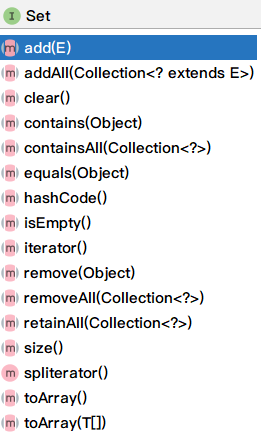 I Set
m add(E)
m addAll(Collection<? extends E>)
m clear()
m contains(Object)
m containsAll(Collection<?>)
m equals(Object)
m hashCode()
m isEmpty()
m iterator()
m remove(Object)
m removeAll(Collection<?>)
m retainAll(Collection<?>)
m size()
m spliterator()
m toArray()
m toArray(T[])